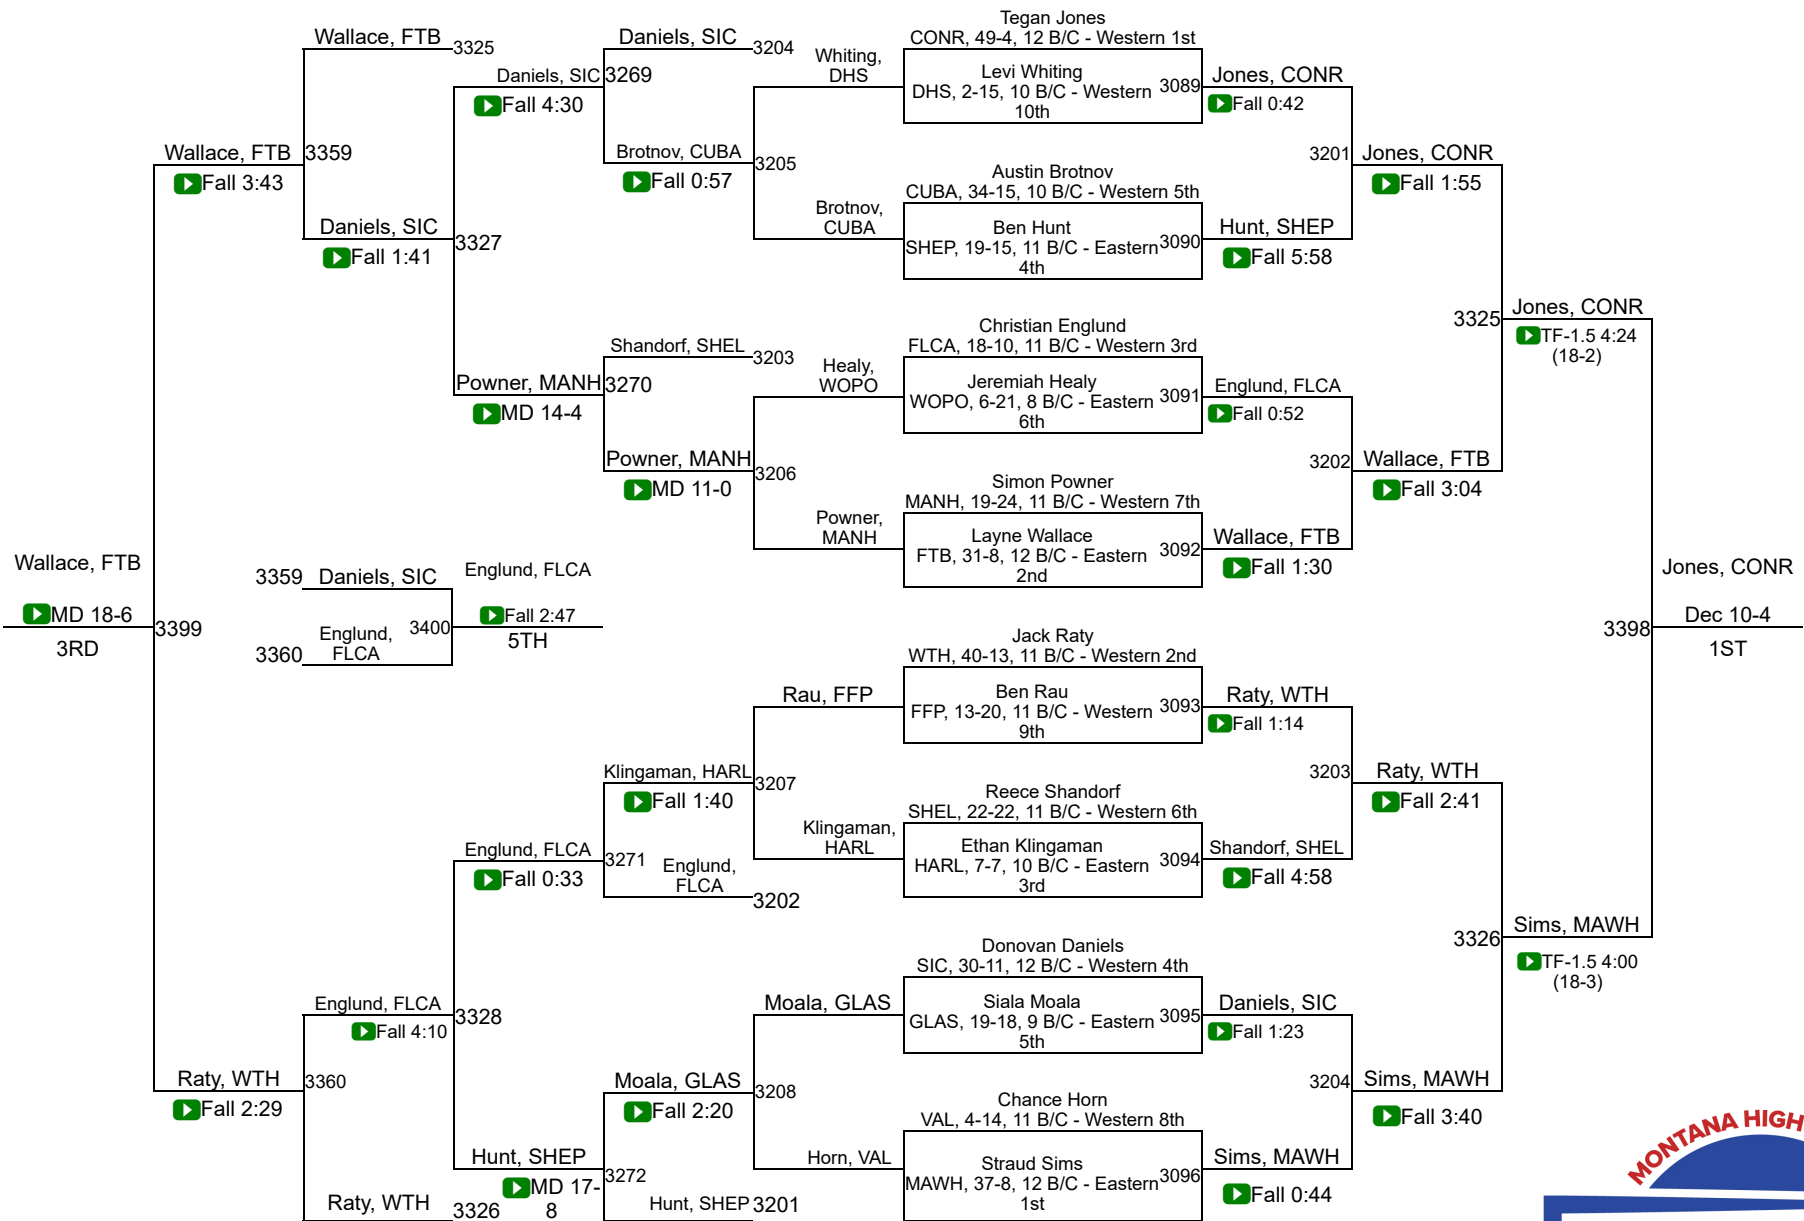 Tegan Jones
Wallace, FTB
3325
Daniels, SIC
3204
Whiting,
DHS
CONR, 49-4, 12 B/C - Western 1st
Daniels, SIC
3269
Fall 4:30
Levi Whiting
DHS, 2-15, 10 B/C - Western
10th
3089
Jones, CONR
Fall 0:42
Wallace, FTB
3359
Fall 3:43
Brotnov, CUBA
3205
Fall 0:57
3201
Jones, CONR
Fall 1:55
Austin Brotnov
CUBA, 34-15, 10 B/C - Western 5th
Brotnov,
CUBA
Ben Hunt
SHEP, 19-15, 11 B/C - Eastern
4th
3090
Hunt, SHEP
Fall 5:58
Daniels, SIC
3327
Fall 1:41
3325
Jones, CONR
TF-1.5 4:24
(18-2)
Christian Englund
FLCA, 18-10, 11 B/C - Western 3rd
Shandorf, SHEL
3203
Healy,
WOPO
Powner, MANH
3270
MD 14-4
Jeremiah Healy
WOPO, 6-21, 8 B/C - Eastern
6th
3091
Englund, FLCA
Fall 0:52
Powner, MANH
3206
MD 11-0
3202
Wallace, FTB
Fall 3:04
Simon Powner
MANH, 19-24, 11 B/C - Western 7th
Powner,
MANH
Layne Wallace
FTB, 31-8, 12 B/C - Eastern
2nd
3092
Wallace, FTB
Fall 1:30
Wallace, FTB
MD 18-6
3RD
3399
3359
Daniels, SIC
Englund,
FLCA
3360
3400
Englund, FLCA
Fall 2:47
5TH
Jones, CONR
3398
Dec 10-4
1ST
Jack Raty
WTH, 40-13, 11 B/C - Western 2nd
Rau, FFP
Ben Rau
FFP, 13-20, 11 B/C - Western
9th
3093
Raty, WTH
Fall 1:14
Klingaman, HARL
3207
Fall 1:40
3203
Raty, WTH
Fall 2:41
Reece Shandorf
SHEL, 22-22, 11 B/C - Western 6th
Klingaman,
HARL
Ethan Klingaman
HARL, 7-7, 10 B/C - Eastern
3rd
3094
Shandorf, SHEL
Fall 4:58
Englund, FLCA
3271
Fall 0:33
Englund,
FLCA
3202
3326
Sims, MAWH
TF-1.5 4:00
(18-3)
Donovan Daniels
SIC, 30-11, 12 B/C - Western 4th
Englund, FLCA
3328
Fall 4:10
Moala, GLAS
Siala Moala
GLAS, 19-18, 9 B/C - Eastern
5th
3095
Daniels, SIC
Fall 1:23
Raty, WTH
3360
Fall 2:29
Moala, GLAS
3208
Fall 2:20
3204
Sims, MAWH
Fall 3:40
Chance Horn
VAL, 4-14, 11 B/C - Western 8th
Hunt, SHEP
3272
MD 17-
8
Horn, VAL
Straud Sims
MAWH, 37-8, 12 B/C - Eastern
1st
3096
Sims, MAWH
Fall 0:44
Raty, WTH
3326
Hunt, SHEP
3201
MONTANA HIGH